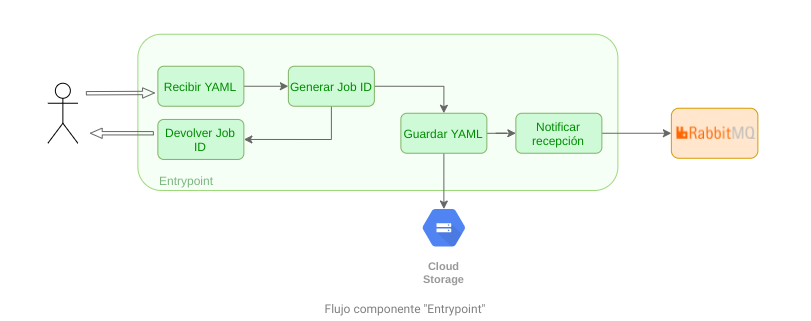 Recibir YAML
Generar Job ID
Devolver Job
ID
Guardar YAML
Notificar
recepción
RabbitMQ
Entrypoint
Cloud
Storage
Flujo componente "Entrypoint"